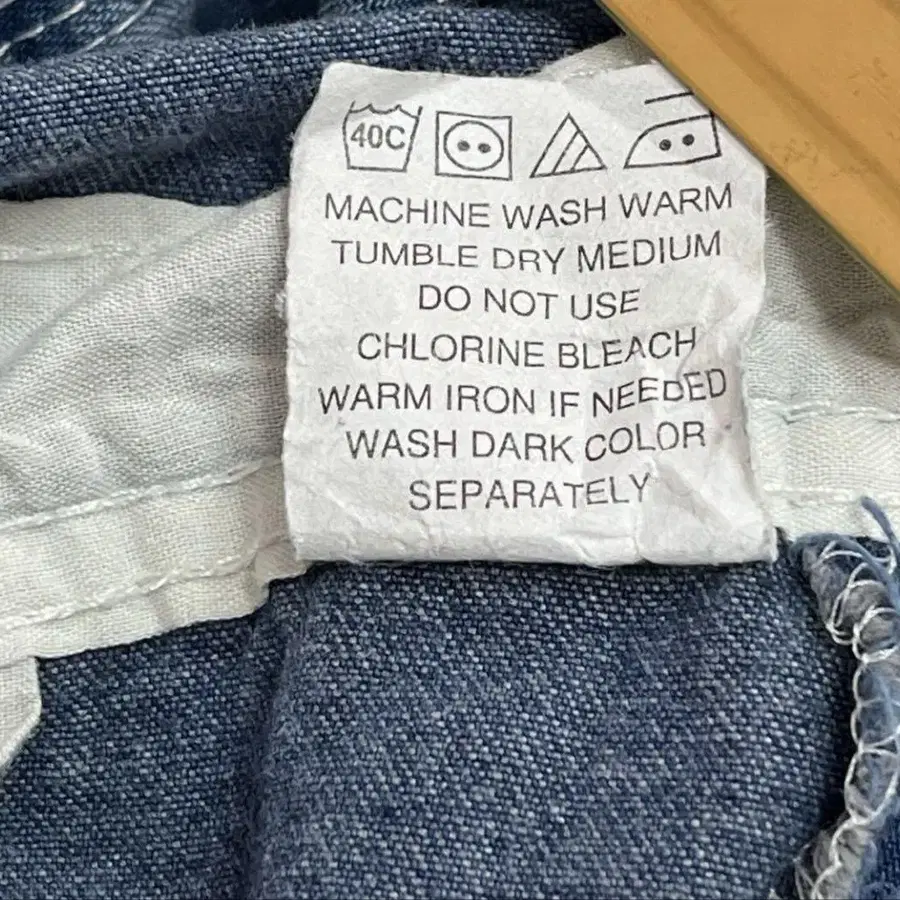 40C
MACHINE WASH WARM
TUMBLE DRY MEDIUM
DO NOT USE
CHLORINE BLEACH
WARM IRON IF NEEDED
WASH DARK COLOR
SEPARATELY